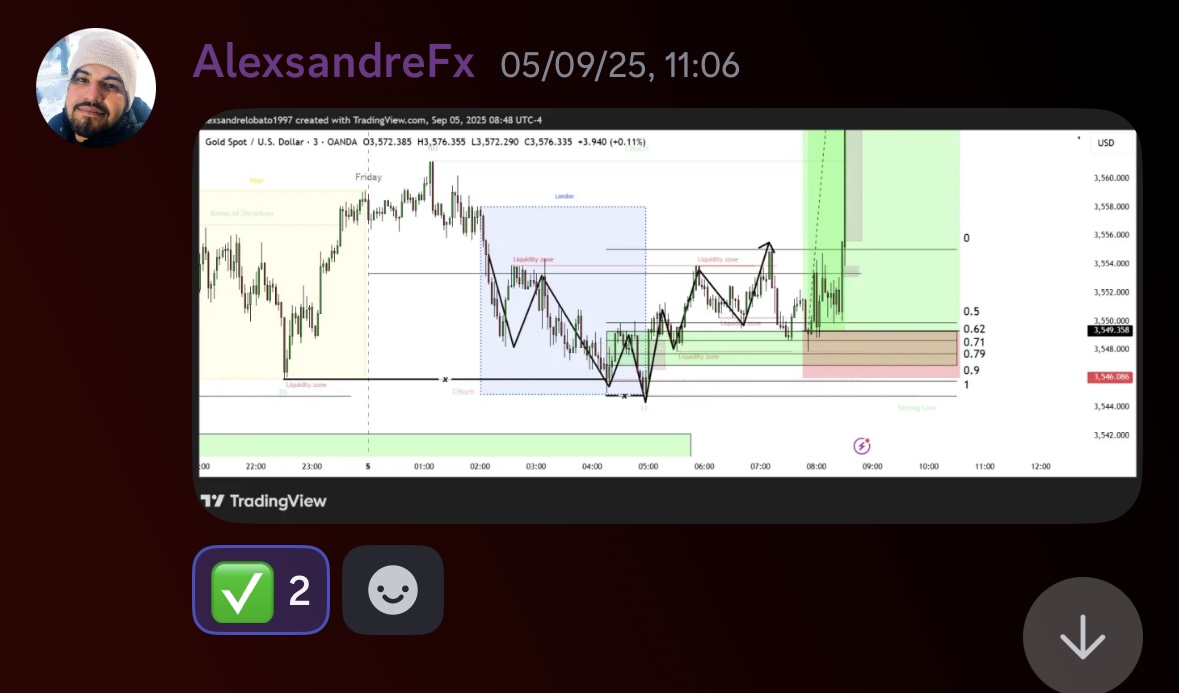 AlexsandreFx 05/09/25, 11:06
exsandrelobato1997 created with TradingView.com, Sep 05, 2025 08:48 UTC-4
Gold Spot / U.S. Dollar · 3 · OANDA O3,572.385 H3,576.355 L3,572.290 C3,576.335 +3.940 (+0.11%)
USD
Friday
London
Break of Structure
Liquidity zone
Liquidity zone
Liquidity zone
Liquidity zone
Liquidity zone
CHoch
Strong Line
0
0.5
0.62
0.71
0.79
0.9
1
3,560.000
3,558.000
3,556.000
3,554.000
3,552.000
3,550.000
3,549.358
3,548.000
3,546.086
3,544.000
3,542.000
:00 22:00 23:00 5 01:00 02:00 03:00 04:00 05:00 06:00 07:00 08:00 09:00 10:00 11:00 12:00
TradingView
2